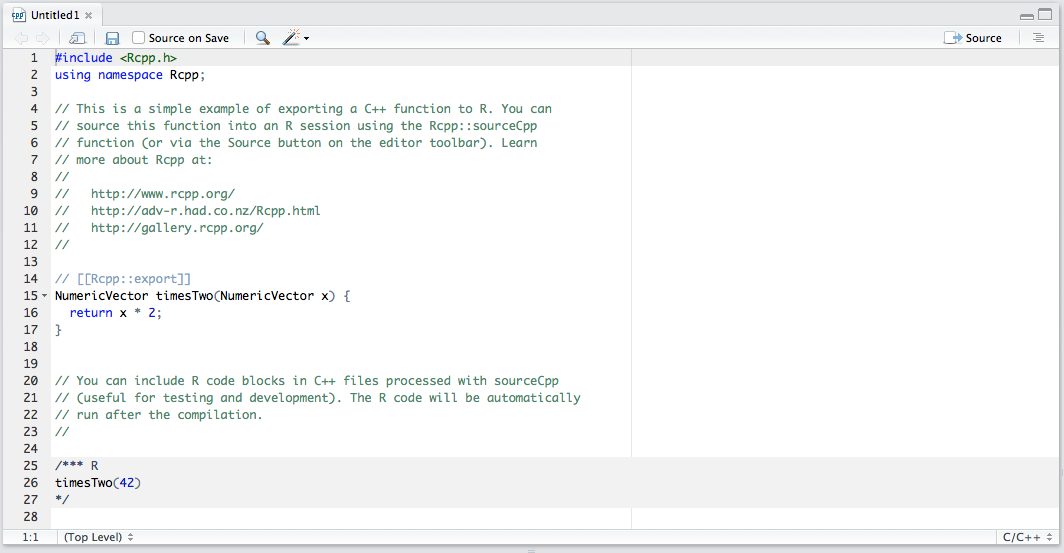 cpp Untitled1
Source on Save
Source
1 #include <Rcpp.h>
2 using namespace Rcpp;
3
4 // This is a simple example of exporting a C++ function to R. You can
5 // source this function into an R session using the Rcpp::sourceCpp
6 // function (or via the Source button on the editor toolbar). Learn
7 // more about Rcpp at:
8 //
9 //   http://www.rcpp.org/
10 //   http://adv-r.had.co.nz/Rcpp.html
11 //   http://gallery.rcpp.org/
12 //
13
14 // [[Rcpp::export]]
15 NumericVector timesTwo(NumericVector x) {
16   return x * 2;
17 }
18
19
20 // You can include R code blocks in C++ files processed with sourceCpp
21 // (useful for testing and development). The R code will be automatically
22 // run after the compilation.
23 //
24
25 /*** R
26 timesTwo(42)
27 */
28
1:1 (Top Level) C/C++